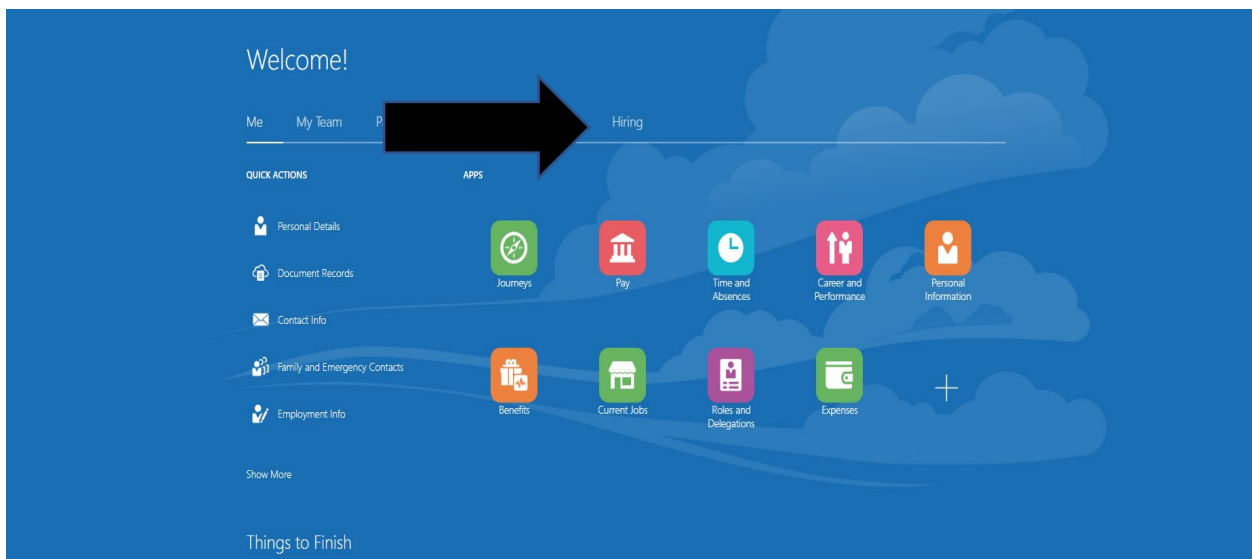 Welcome!
Me My Team Hiring
QUICK ACTIONS
APPS
Personal Details
Document Records
Contact Info
Family and Emergency Contacts
Employment Info
Show More
Journeys
Pay
Time and
Absences
Career and
Performance
Personal
Information
Benefits
Current Jobs
Roles and
Delegations
Expenses
Things to Finish